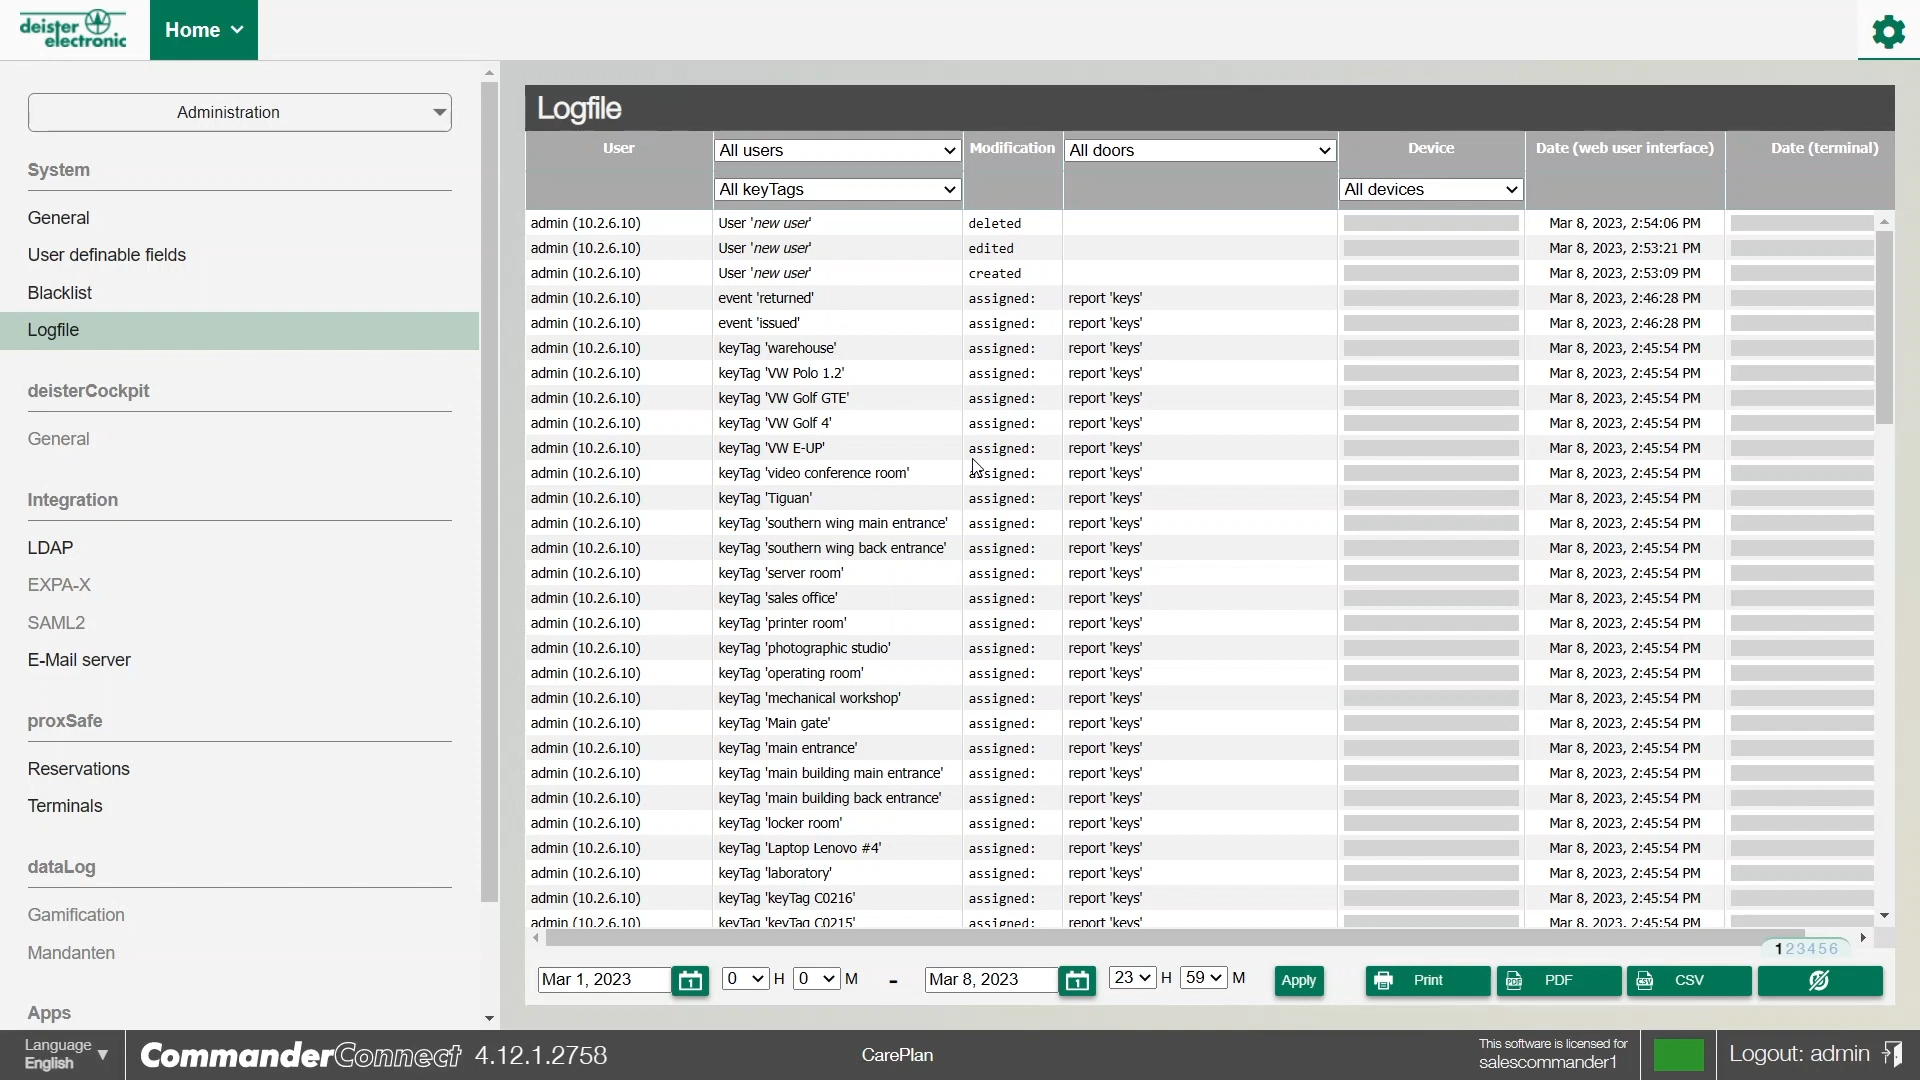 deister electronic
Home
Administration
System
General
User definable fields
Blacklist
Logfile
deisterCockpit
General
Integration
LDAP
EXPA-X
SAML2
E-Mail server
proxSafe
Reservations
Terminals
dataLog
Gamification
Mandanten
Apps
Logfile
User All users Modification All doors Device Date (web user interface) Date (terminal)
All keyTags All devices
admin (10.2.6.10) User 'new user' deleted Mar 8, 2023, 2:54:06 PM
admin (10.2.6.10) User 'new user' edited Mar 8, 2023, 2:53:21 PM
admin (10.2.6.10) User 'new user' created Mar 8, 2023, 2:53:09 PM
admin (10.2.6.10) event 'returned' assigned: report 'keys' Mar 8, 2023, 2:46:28 PM
admin (10.2.6.10) event 'issued' assigned: report 'keys' Mar 8, 2023, 2:46:28 PM
admin (10.2.6.10) keyTag 'warehouse' assigned: report 'keys' Mar 8, 2023, 2:45:54 PM
admin (10.2.6.10) keyTag 'VW Polo 1.2' assigned: report 'keys' Mar 8, 2023, 2:45:54 PM
admin (10.2.6.10) keyTag 'VW Golf GTE' assigned: report 'keys' Mar 8, 2023, 2:45:54 PM
admin (10.2.6.10) keyTag 'VW Golf 4' assigned: report 'keys' Mar 8, 2023, 2:45:54 PM
admin (10.2.6.10) keyTag 'VW E-UP' assigned: report 'keys' Mar 8, 2023, 2:45:54 PM
admin (10.2.6.10) keyTag 'video conference room' assigned: report 'keys' Mar 8, 2023, 2:45:54 PM
admin (10.2.6.10) keyTag 'Tiguan' assigned: report 'keys' Mar 8, 2023, 2:45:54 PM
admin (10.2.6.10) keyTag 'southern wing main entrance' assigned: report 'keys' Mar 8, 2023, 2:45:54 PM
admin (10.2.6.10) keyTag 'southern wing back entrance' assigned: report 'keys' Mar 8, 2023, 2:45:54 PM
admin (10.2.6.10) keyTag 'server room' assigned: report 'keys' Mar 8, 2023, 2:45:54 PM
admin (10.2.6.10) keyTag 'sales office' assigned: report 'keys' Mar 8, 2023, 2:45:54 PM
admin (10.2.6.10) keyTag 'printer room' assigned: report 'keys' Mar 8, 2023, 2:45:54 PM
admin (10.2.6.10) keyTag 'photographic studio' assigned: report 'keys' Mar 8, 2023, 2:45:54 PM
admin (10.2.6.10) keyTag 'operating room' assigned: report 'keys' Mar 8, 2023, 2:45:54 PM
admin (10.2.6.10) keyTag 'mechanical workshop' assigned: report 'keys' Mar 8, 2023, 2:45:54 PM
admin (10.2.6.10) keyTag 'Main gate' assigned: report 'keys' Mar 8, 2023, 2:45:54 PM
admin (10.2.6.10) keyTag 'main entrance' assigned: report 'keys' Mar 8, 2023, 2:45:54 PM
admin (10.2.6.10) keyTag 'main building main entrance' assigned: report 'keys' Mar 8, 2023, 2:45:54 PM
admin (10.2.6.10) keyTag 'main building back entrance' assigned: report 'keys' Mar 8, 2023, 2:45:54 PM
admin (10.2.6.10) keyTag 'locker room' assigned: report 'keys' Mar 8, 2023, 2:45:54 PM
admin (10.2.6.10) keyTag 'Laptop Lenovo #4' assigned: report 'keys' Mar 8, 2023, 2:45:54 PM
admin (10.2.6.10) keyTag 'laboratory' assigned: report 'keys' Mar 8, 2023, 2:45:54 PM
admin (10.2.6.10) keyTag 'keyTag C0216' assigned: report 'keys' Mar 8, 2023, 2:45:54 PM
admin (10.2.6.10) keyTag 'keyTag C0215' assigned: report 'keys' Mar 8, 2023, 2:45:54 PM
123456
Mar 1, 2023 1 0 H 0 M - Mar 8, 2023 1 23 H 59 M Apply Print PDF PDF CSV CSV
Language English CommanderConnect 4.12.1.2758 CarePlan This software is licensed for salescommander1 Logout: admin